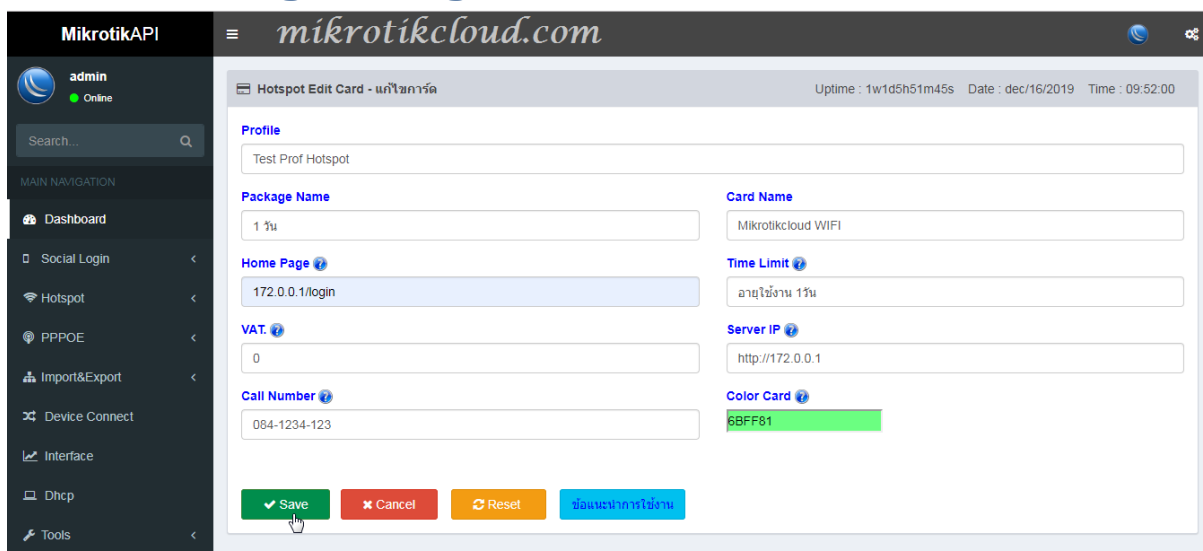 MikrotikAPI
mikrotikcloud.com
admin
Online
Search...
MAIN NAVIGATION
Dashboard
Social Login
Hotspot
PPPOE
Import&Export
Device Connect
Interface
Dhcp
Tools
Hotspot Edit Card - แก้ไขการ์ด
Uptime : 1w1d5h51m45s Date : dec/16/2019 Time : 09:52:00
Profile
Test Prof Hotspot
Package Name
1 วัน
Card Name
Mikrotikcloud WIFI
Home Page
172.0.0.1/login
Time Limit
อายุใช้งาน 1วัน
VAT.
0
Server IP
http://172.0.0.1
Call Number
084-1234-123
Color Card
6BFF81
Save
Cancel
Reset
ข้อแนะนำการใช้งาน